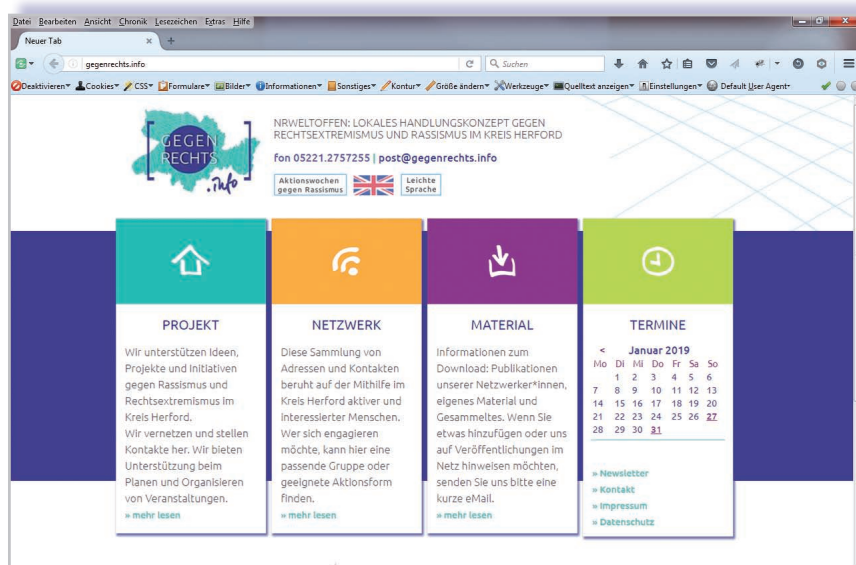 Datei Bearbeiten Ansicht Chronik Lesezeichen Extras Hilfe
Neuer Tab
gegenrechts.info
Suchen
Deaktivieren Cookies CSS Formulare Bilder Informationen Sonstiges Kontur Größe ändern Werkzeuge Quelltext anzeigen Einstellungen Default User Agent
GEGEN
RECHTS
.info
NRWELTOFFEN: LOKALES HANDLUNGSKONZEPT GEGEN
RECHTSEXTREMISMUS UND RASSISMUS IM KREIS HERFORD
fon 05221.2757255 | post@gegenrechts.info
Aktionswochen
gegen Rassismus
Leichte
Sprache
PROJEKT
Wir unterstützen Ideen,
Projekte und Initiativen
gegen Rassismus und
Rechtsextremismus im
Kreis Herford.
Wir vernetzen und stellen
Kontakte her. Wir bieten
Unterstützung beim
Planen und Organisieren
von Veranstaltungen.
» mehr lesen
NETZWERK
Diese Sammlung von
Adressen und Kontakten
beruht auf der Mithilfe im
Kreis Herford aktiver und
interessierter Menschen.
Wer sich engagieren
möchte, kann hier eine
passende Gruppe oder
geeignete Aktionsform
finden.
» mehr lesen
MATERIAL
Informationen zum
Download: Publikationen
unserer Netzwerker*innen,
eigenes Material und
Gesammeltes. Wenn Sie
etwas hinzufügen oder uns
auf Veröffentlichungen im
Netz hinweisen möchten,
senden Sie uns bitte eine
kurze eMail.
» mehr lesen
TERMINE
< Januar 2019
Mo Di Mi Do Fr Sa So
1 2 3 4 5 6
7 8 9 10 11 12 13
14 15 16 17 18 19 20
21 22 23 24 25 26 27
28 29 30 31
» Newsletter
» Kontakt
» Impressum
» Datenschutz